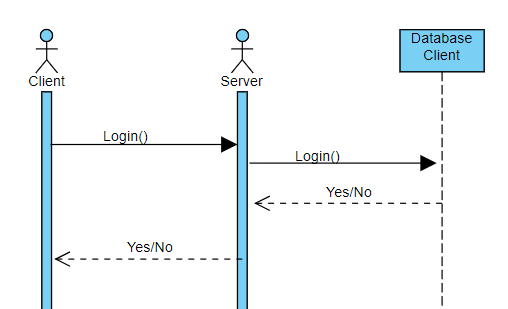 Database
Client
Client
Server
Login()
Login()
Yes/No
Yes/No